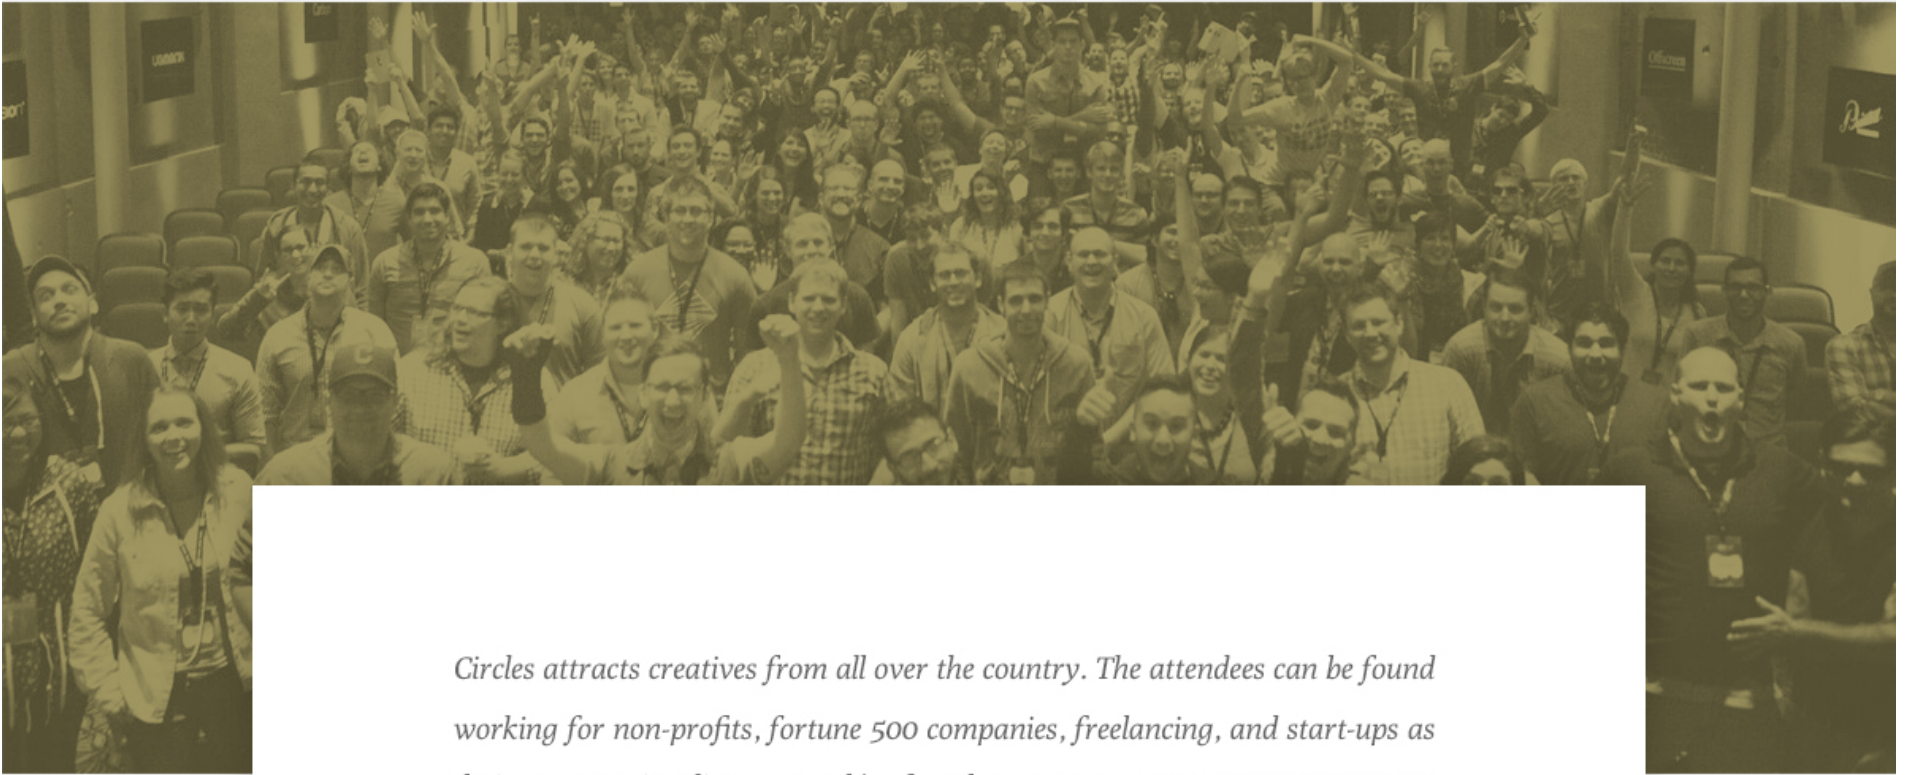 Offscreen
Circles attracts creatives from all over the country. The attendees can be found
working for non-profits, fortune 500 companies, freelancing, and start-ups as